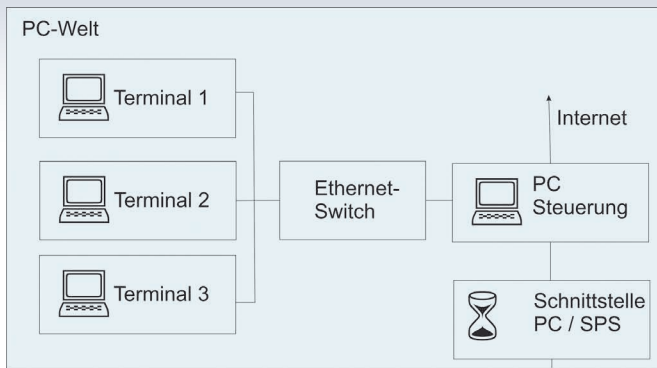 PC-Welt
Terminal 1
Terminal 2
Terminal 3
Ethernet-
Switch
Internet
PC
Steuerung
Schnittstelle
PC / SPS